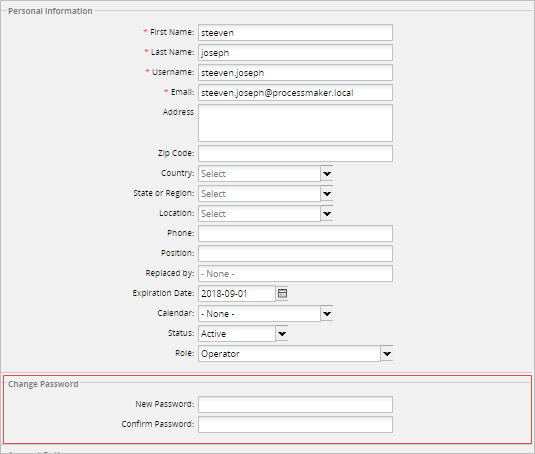 Personal Information
* First Name: steeven
* Last Name: joseph
* Username: steeven.joseph
* Email: steeven.joseph@processmaker.local
Address
Zip Code:
Country: Select
State or Region: Select
Location: Select
Phone:
Position:
Replaced by: - None -
Expiration Date: 2018-09-01
Calendar: - None -
Status: Active
Role: Operator
Change Password
New Password:
Confirm Password: